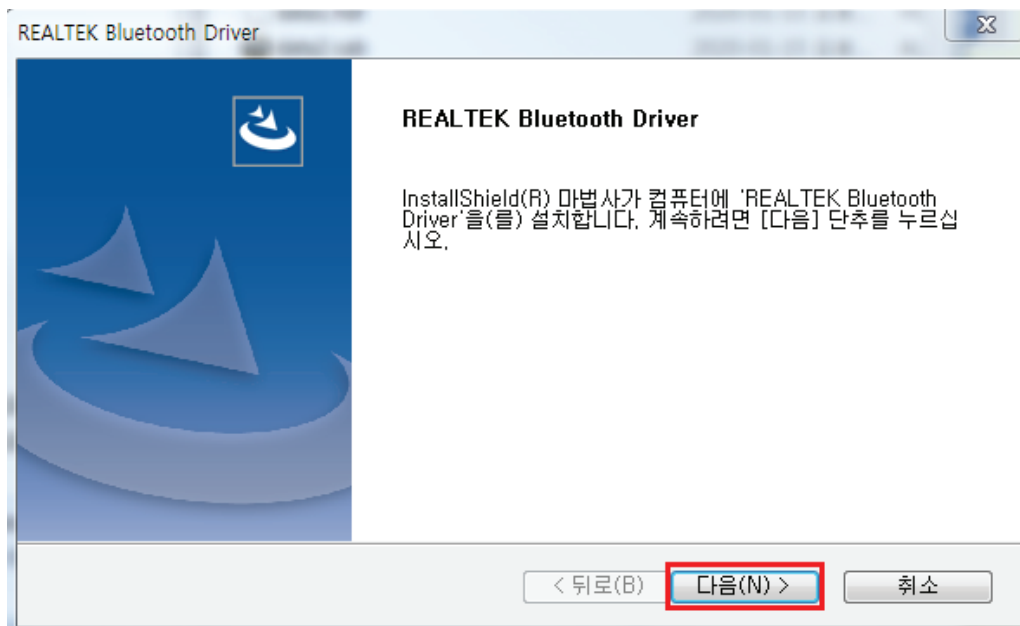 REALTEK Bluetooth Driver
REALTEK Bluetooth Driver
InstallShield(R) 마법사가 컴퓨터에 'REALTEK Bluetooth
Driver'을(를) 설치합니다. 계속하려면 [다음] 단추를 누르십
시오.
< 뒤로(B)
다음(N) >
취소